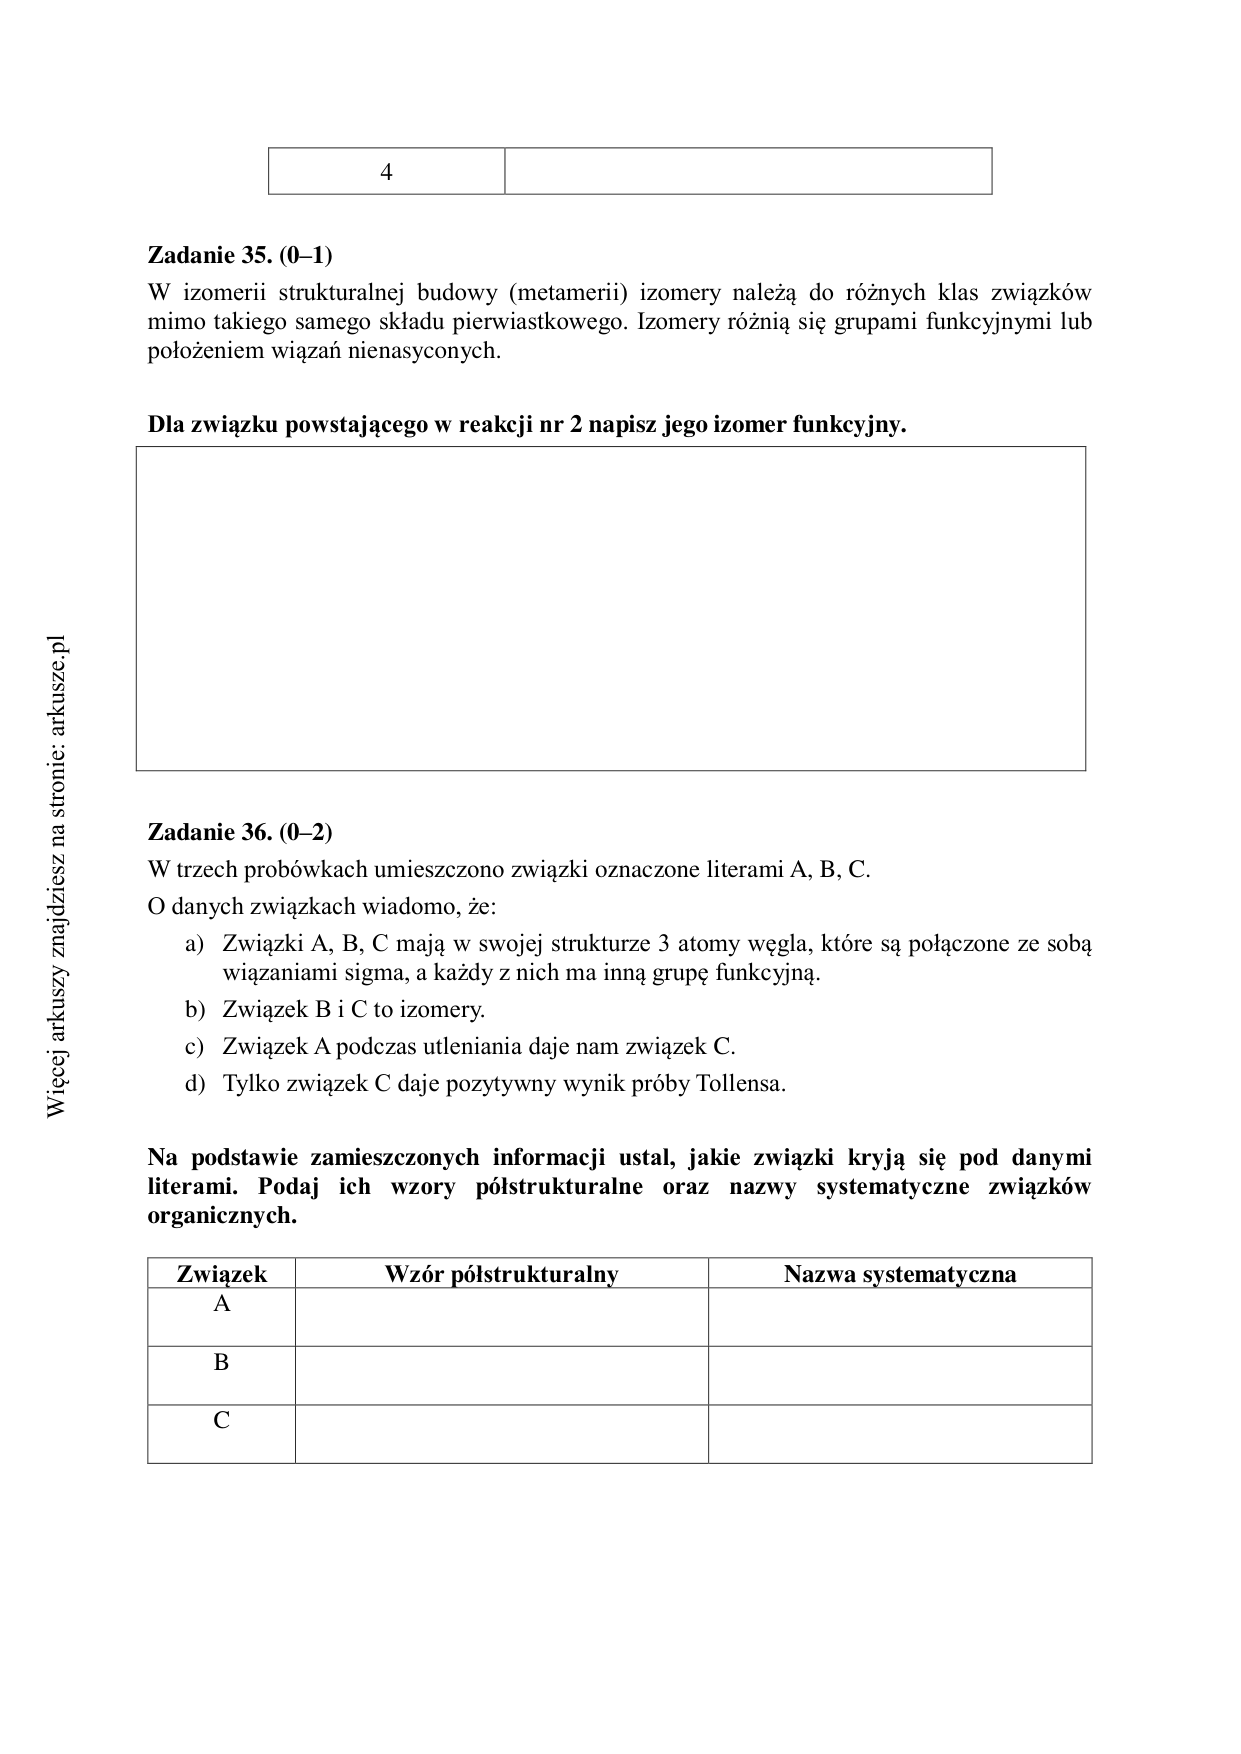 4
Zadanie 35. (0–1)
W izomerii strukturalnej budowy (metamerii) izomery należą do różnych klas związków
mimo takiego samego składu pierwiastkowego. Izomery różnią się grupami funkcyjnymi lub
położeniem wiązań nienasyconych.
Dla związku powstającego w reakcji nr 2 napisz jego izomer funkcyjny.
Zadanie 36. (0–2)
W trzech probówkach umieszczono związki oznaczone literami A, B, C.
O danych związkach wiadomo, że:
a) Związki A, B, C mają w swojej strukturze 3 atomy węgla, które są połączone ze sobą
wiązaniami sigma, a każdy z nich ma inną grupę funkcyjną.
b) Związek B i C to izomery.
c) Związek A podczas utleniania daje nam związek C.
d) Tylko związek C daje pozytywny wynik próby Tollensa.
Na podstawie zamieszczonych informacji ustal, jakie związki kryją się pod danymi
literami. Podaj ich wzory półstrukturalne oraz nazwy systematyczne związków
organicznych.
Związek Wzór półstrukturalny Nazwa systematyczna
A
B
C
Więcej arkuszy znajdziesz na stronie: arkusze.pl